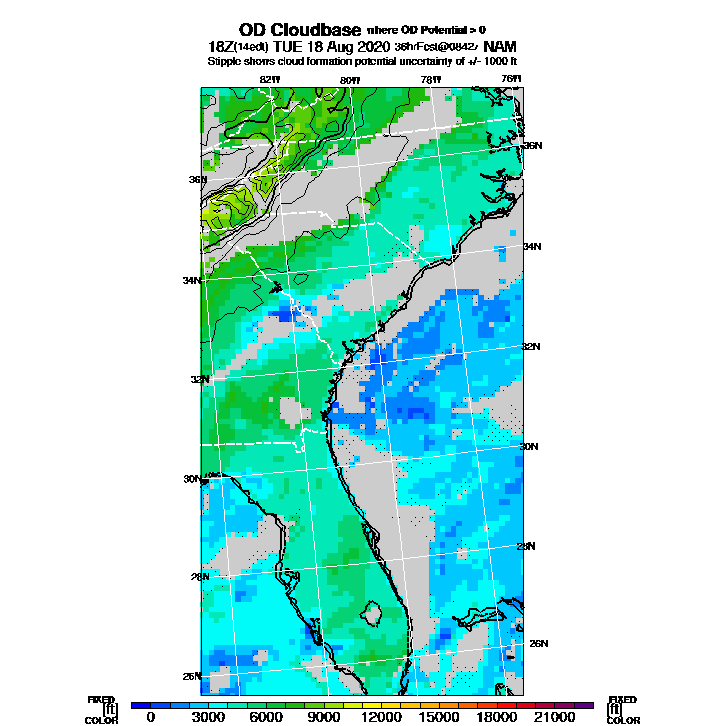 OD Cloudbase where OD Potential > 0
18Z(14edt) TUE 18 Aug 2020 36hrFcst@0842z NAM
Stipple shows cloud formation potential uncertainty of +/- 1000 ft
82W 80W 78W 76W
36N
36N
34N
34N
32N
32N
30N
30N
28N
28N
26N
26N
FIXED FIXED
[ft] [ft]
COLOR COLOR
0 3000 6000 9000 12000 15000 18000 21000